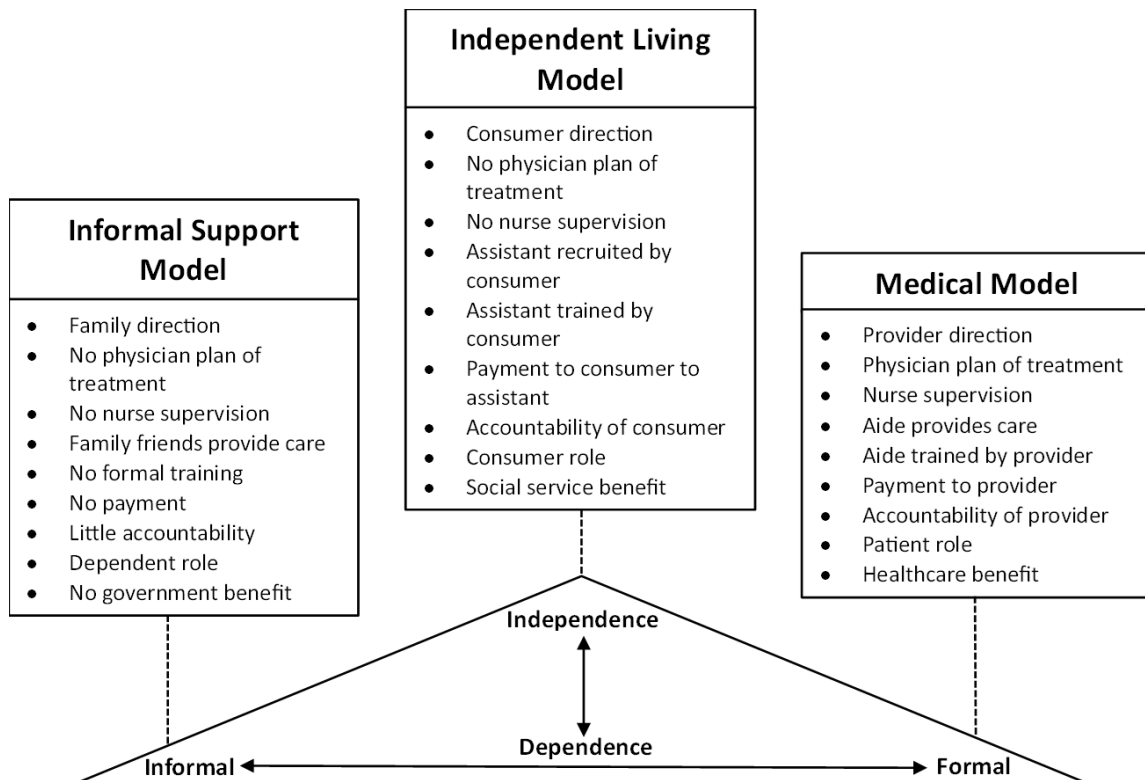 Independent Living
Model
• Consumer direction
• No physician plan of
treatment
• No nurse supervision
• Assistant recruited by
consumer
• Assistant trained by
consumer
• Payment to consumer to
assistant
• Accountability of consumer
• Consumer role
• Social service benefit
Informal Support
Model
• Family direction
• No physician plan of
treatment
• No nurse supervision
• Family friends provide care
• No formal training
• No payment
• Little accountability
• Dependent role
• No government benefit
Medical Model
• Provider direction
• Physician plan of treatment
• Nurse supervision
• Aide provides care
• Aide trained by provider
• Payment to provider
• Accountability of provider
• Patient role
• Healthcare benefit
Independence
Dependence
Informal
Formal